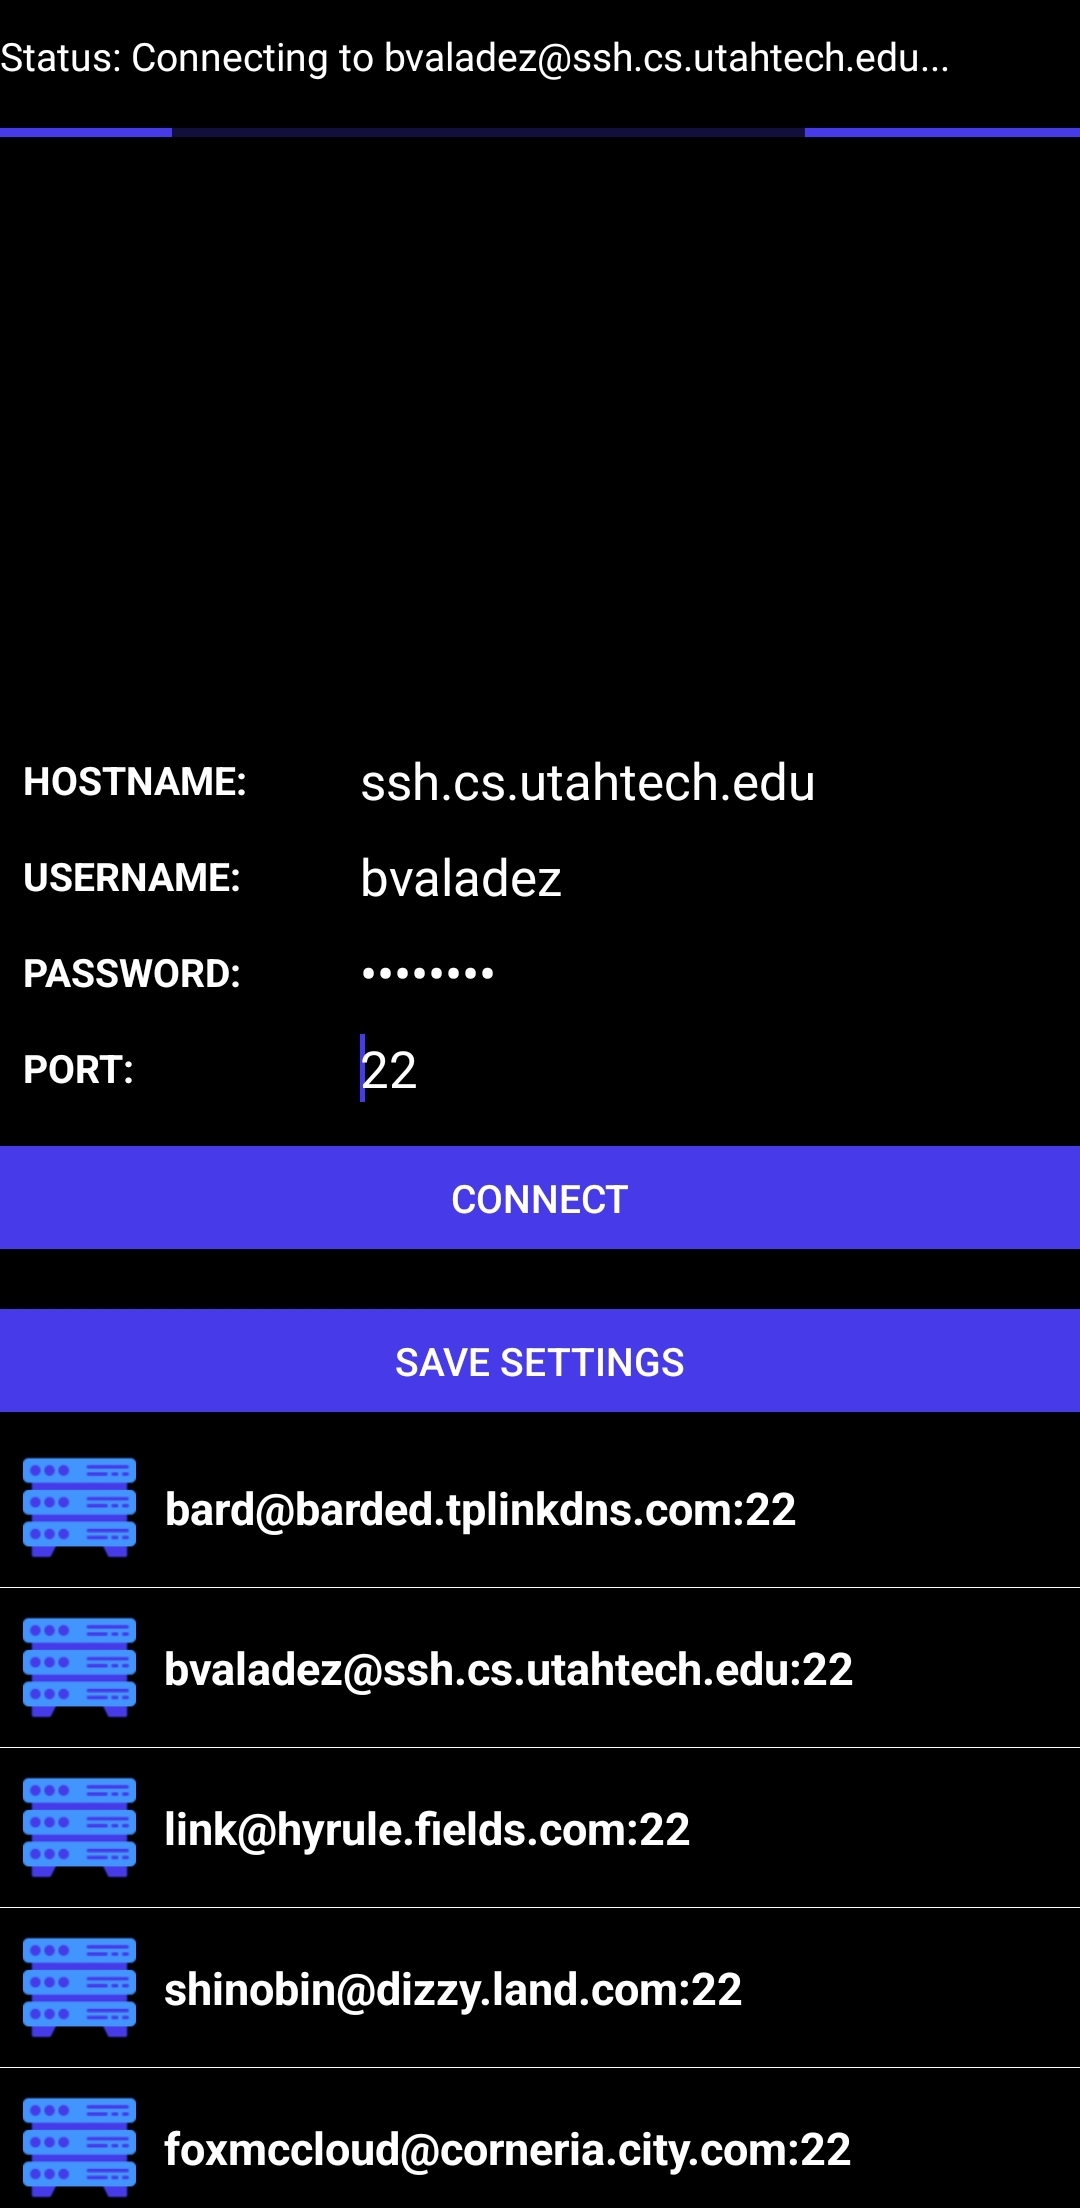 Status: Connecting to bvaladez@ssh.cs.utahtech.edu...
HOSTNAME: ssh.cs.utahtech.edu
USERNAME: bvaladez
PASSWORD: ••••••••
PORT: 22
CONNECT
SAVE SETTINGS
bard@barded.tplinkdns.com:22
bvaladez@ssh.cs.utahtech.edu:22
link@hyrule.fields.com:22
shinobin@dizzy.land.com:22
foxmccloud@corneria.city.com:22